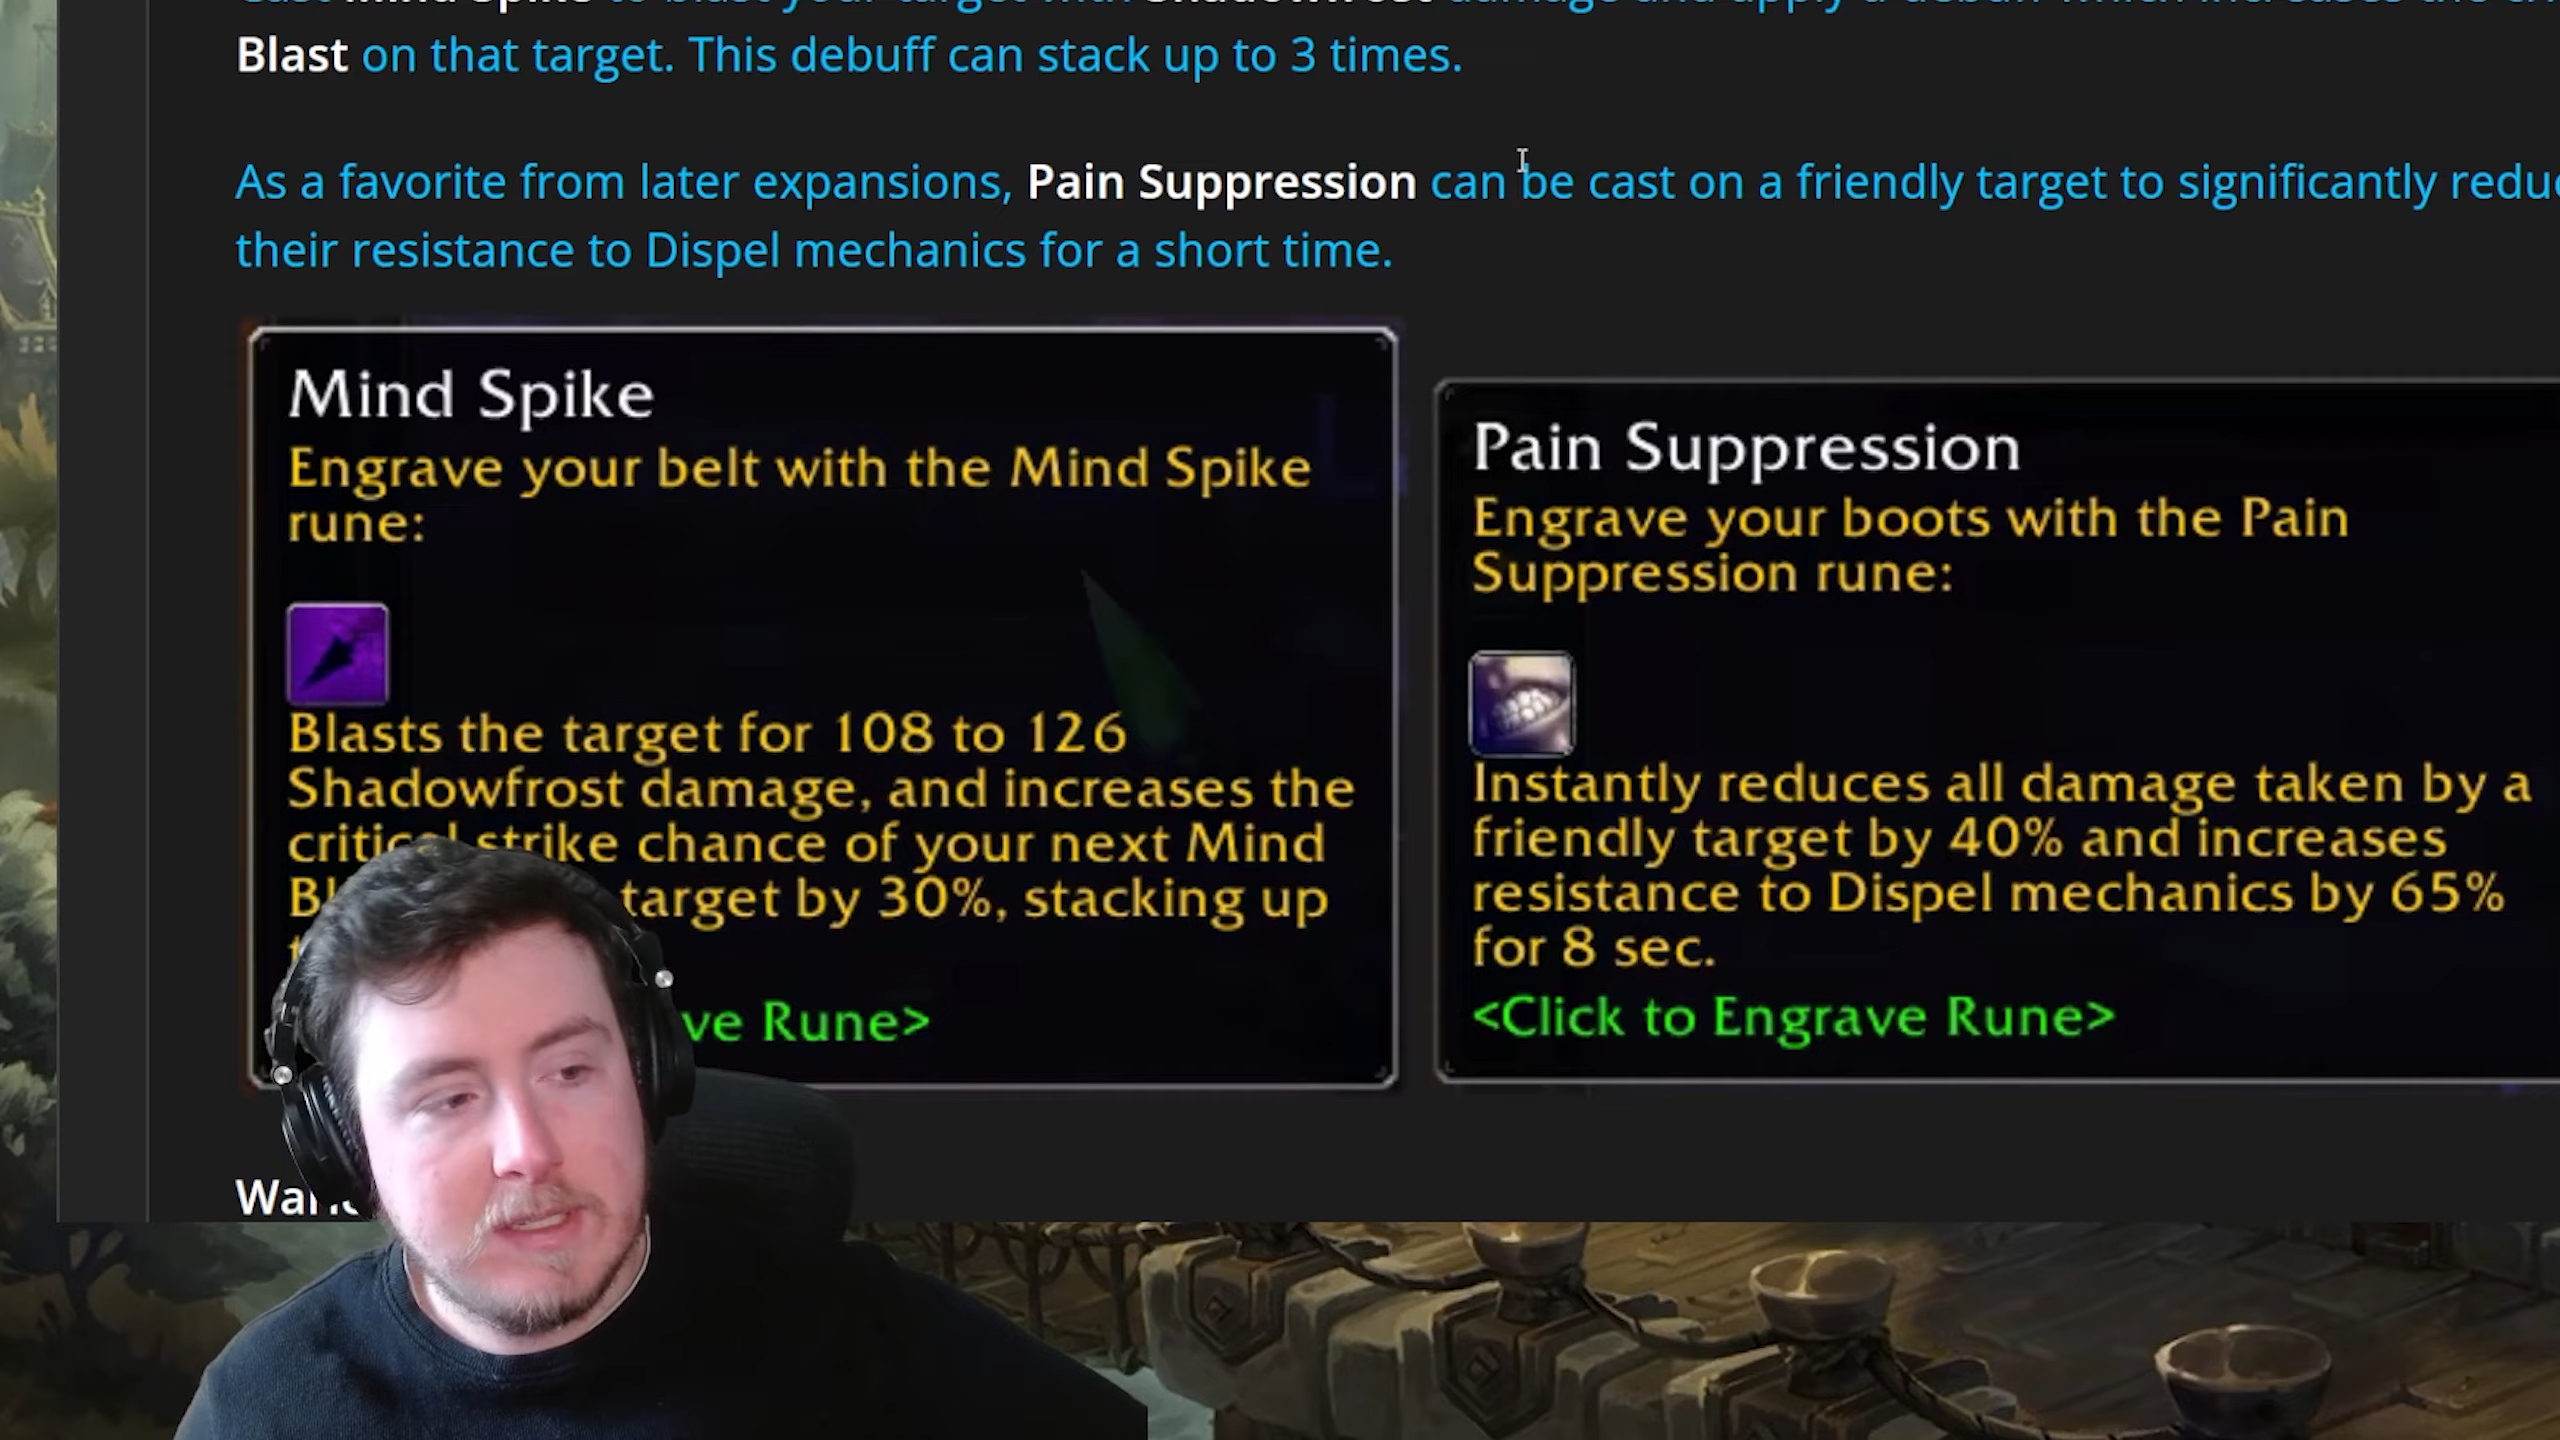 Blast on that target. This debuff can stack up to 3 times.
As a favorite from later expansions, Pain Suppression can be cast on a friendly target to significantly
their resistance to Dispel mechanics for a short time.
Mind Spike
Engrave your belt with the Mind Spike
rune:
Blasts the target for 108 to 126
Shadowfrost damage, and increases the
critical strike chance of your next Mind
target by 30%, stacking up
Rune>
Pain Suppression
Engrave your boots with the Pain
Suppression rune:
Instantly reduces all damage taken by a
friendly target by 40% and increases
resistance to Dispel mechanics by 65%
for 8 sec.
<Click to Engrave Rune>